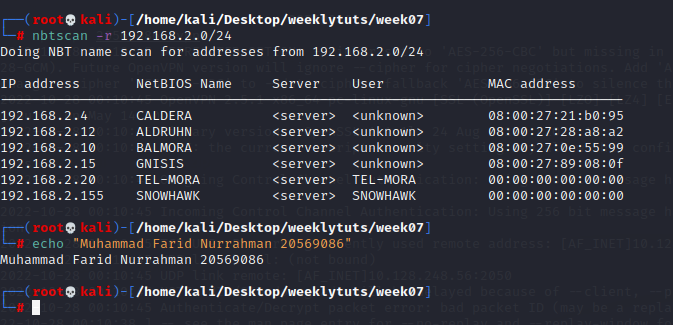 ┌──(root💀kali)-[/home/kali/Desktop/weeklytuts/week07]
└─# nbtscan -r 192.168.2.0/24
Doing NBT name scan for addresses from 192.168.2.0/24
IP address       NetBIOS Name     Server    User             MAC address
------------------------------------------------------------------------------
192.168.2.4      CALDERA          <server>  <unknown>        08:00:27:21:b0:95
192.168.2.12     ALDRUHN          <server>  <unknown>        08:00:27:28:a8:a2
192.168.2.10     BALMORA          <server>  <unknown>        08:00:27:0e:55:99
192.168.2.15     GNISIS           <server>  <unknown>        08:00:27:89:08:0f
192.168.2.20     TEL-MORA         <server>  TEL-MORA         00:00:00:00:00:00
192.168.2.155    SNOWHAWK         <server>  SNOWHAWK         00:00:00:00:00:00
┌──(root💀kali)-[/home/kali/Desktop/weeklytuts/week07]
└─# echo "Muhammad Farid Nurrahman 20569086"
Muhammad Farid Nurrahman 20569086
┌──(root💀kali)-[/home/kali/Desktop/weeklytuts/week07]
└─#